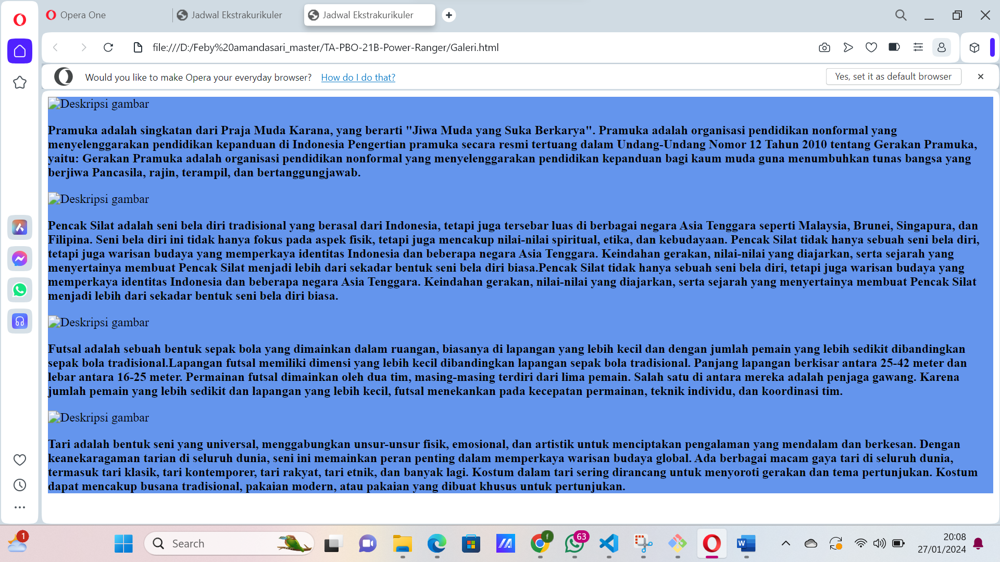 Opera One
Jadwal Ekstrakurikuler
Jadwal Ekstrakurikuler
file:///D:/Feby%20amandasari_master/TA-PBO-21B-Power-Ranger/Galeri.html
Would you like to make Opera your everyday browser? How do I do that?
Yes, set it as default browser
Deskripsi gambar
Pramuka adalah singkatan dari Praja Muda Karana, yang berarti "Jiwa Muda yang Suka Berkarya". Pramuka adalah organisasi pendidikan nonformal yang
menyelenggarakan pendidikan kepanduan di Indonesia Pengertian pramuka secara resmi tertuang dalam Undang-Undang Nomor 12 Tahun 2010 tentang Gerakan Pramuka,
yaitu: Gerakan Pramuka adalah organisasi pendidikan nonformal yang menyelenggarakan pendidikan kepanduan bagi kaum muda guna menumbuhkan tunas bangsa yang
berjiwa Pancasila, rajin, terampil, dan bertanggungjawab.
Deskripsi gambar
Pencak Silat adalah seni bela diri tradisional yang berasal dari Indonesia, tetapi juga tersebar luas di berbagai negara Asia Tenggara seperti Malaysia, Brunei, Singapura, dan
Filipina. Seni bela diri ini tidak hanya fokus pada aspek fisik, tetapi juga mencakup nilai-nilai spiritual, etika, dan kebudayaan. Pencak Silat tidak hanya sebuah seni bela diri,
tetapi juga warisan budaya yang memperkaya identitas Indonesia dan beberapa negara Asia Tenggara. Keindahan gerakan, nilai-nilai yang diajarkan, serta sejarah yang
menyertainya membuat Pencak Silat menjadi lebih dari sekadar bentuk seni bela diri biasa.Pencak Silat tidak hanya sebuah seni bela diri, tetapi juga warisan budaya yang
memperkaya identitas Indonesia dan beberapa negara Asia Tenggara. Keindahan gerakan, nilai-nilai yang diajarkan, serta sejarah yang menyertainya membuat Pencak Silat
menjadi lebih dari sekadar bentuk seni bela diri biasa.
Deskripsi gambar
Futsal adalah sebuah bentuk sepak bola yang dimainkan dalam ruangan, biasanya di lapangan yang lebih kecil dan dengan jumlah pemain yang lebih sedikit dibandingkan
sepak bola tradisional.Lapangan futsal memiliki dimensi yang lebih kecil dibandingkan lapangan sepak bola tradisional. Panjang lapangan berkisar antara 25-42 meter dan
lebar antara 16-25 meter. Permainan futsal dimainkan oleh dua tim, masing-masing terdiri dari lima pemain. Salah satu di antara mereka adalah penjaga gawang. Karena
jumlah pemain yang lebih sedikit dan lapangan yang lebih kecil, futsal menekankan pada kecepatan permainan, teknik individu, dan koordinasi tim.
Deskripsi gambar
Tari adalah bentuk seni yang universal, menggabungkan unsur-unsur fisik, emosional, dan artistik untuk menciptakan pengalaman yang mendalam dan berkesan. Dengan
keanekaragaman tarian di seluruh dunia, seni ini memainkan peran penting dalam memperkaya warisan budaya global. Ada berbagai macam gaya tari di seluruh dunia,
termasuk tari klasik, tari kontemporer, tari rakyat, tari etnik, dan banyak lagi. Kostum dalam tari sering dirancang untuk menyoroti gerakan dan tema pertunjukan. Kostum
dapat mencakup busana tradisional, pakaian modern, atau pakaian yang dibuat khusus untuk pertunjukan.
1
Search
f
63
W
20:08
27/01/2024